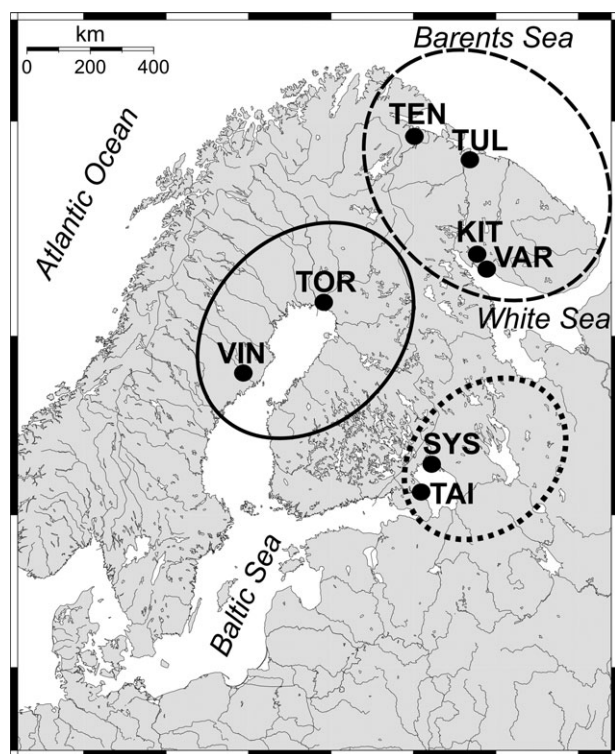 km
0 200 400
Barents Sea
TEN
TUL
Atlantic Ocean
KIT
VAR
TOR
White Sea
VIN
SYS
TAI
Baltic Sea